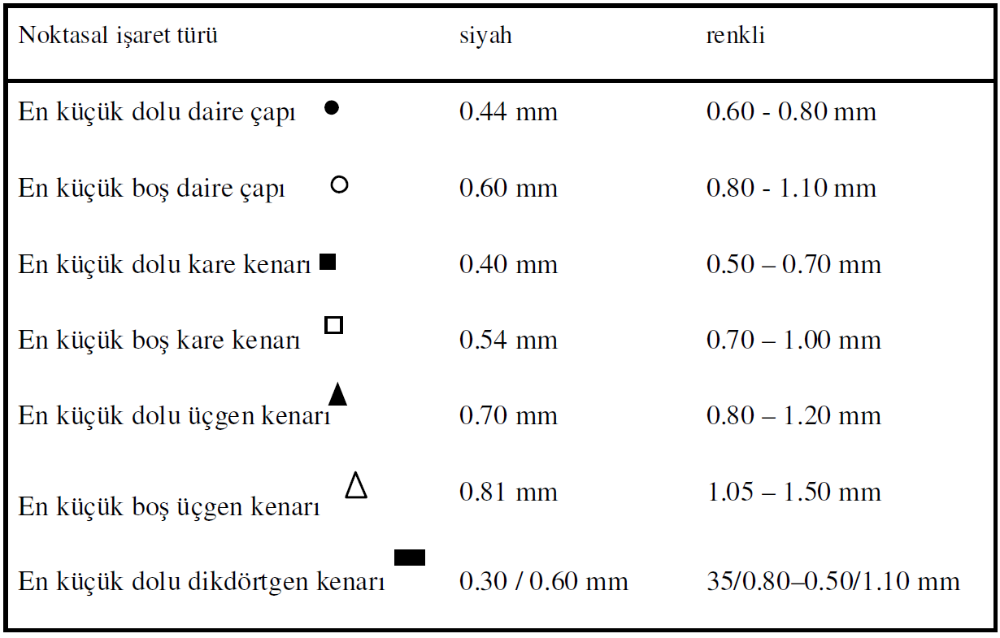 Noktasal işaret türü siyah renkli
En küçük dolu daire çapı 0.44 mm 0.60 - 0.80 mm
En küçük boş daire çapı 0.60 mm 0.80 - 1.10 mm
En küçük dolu kare kenarı 0.40 mm 0.50 – 0.70 mm
En küçük boş kare kenarı 0.54 mm 0.70 – 1.00 mm
En küçük dolu üçgen kenarı 0.70 mm 0.80 – 1.20 mm
En küçük boş üçgen kenarı 0.81 mm 1.05 – 1.50 mm
En küçük dolu dikdörtgen kenarı 0.30 / 0.60 mm 35/0.80–0.50/1.10 mm